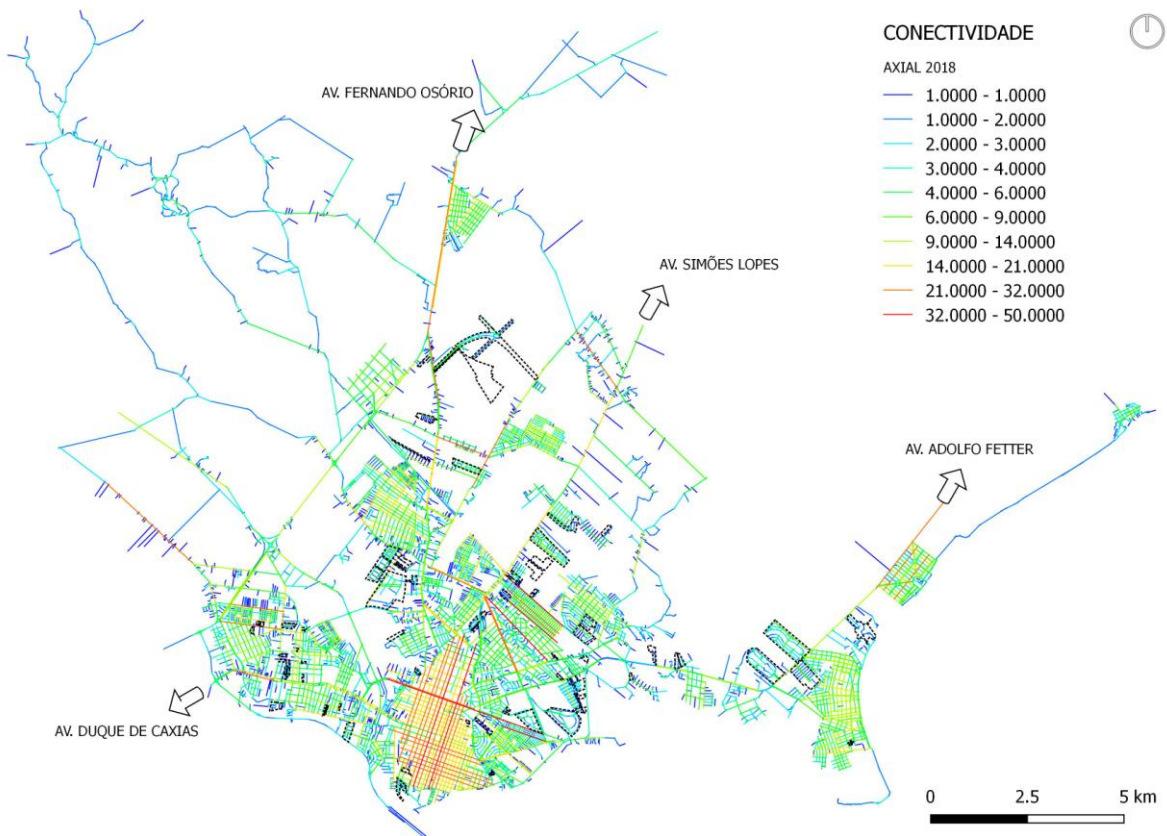 CONECTIVIDADE
AXIAL 2018
1.0000 - 1.0000
1.0000 - 2.0000
2.0000 - 3.0000
3.0000 - 4.0000
4.0000 - 6.0000
6.0000 - 9.0000
9.0000 - 14.0000
14.0000 - 21.0000
21.0000 - 32.0000
32.0000 - 50.0000
AV. FERNANDO OSÓRIO
AV. SIMÕES LOPES
AV. ADOLFO FETTER
AV. DUQUE DE CAXIAS
0 2.5 5 km